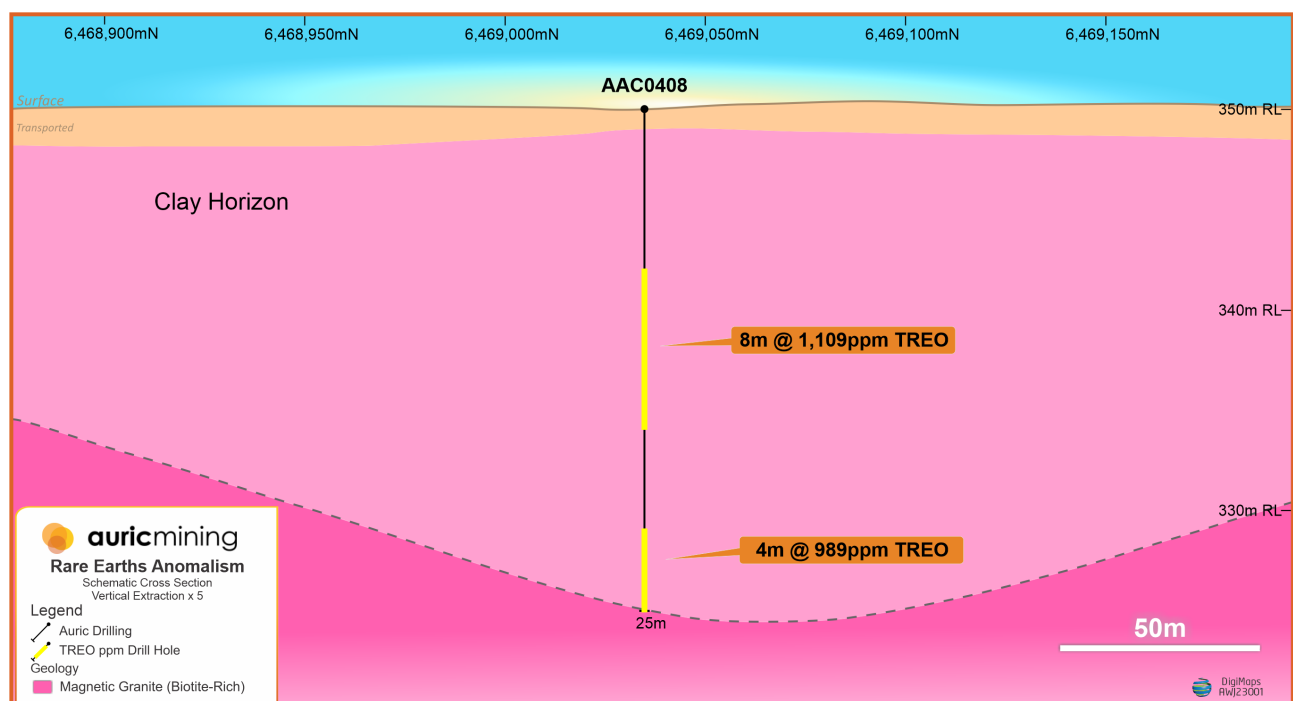 6,468,900mN 6,468,950mN 6,469,000mN 6,469,050mN 6,469,100mN 6,469,150mN
AAC0408
Surface
350m RL
Transported
Clay Horizon
340m RL
8m @ 1,109ppm TREO
330m RL
4m @ 989ppm TREO
25m
50m
auricmining
Rare Earths Anomalism
Schematic Cross Section
Vertical Extraction x 5
Legend
Auric Drilling
TREO ppm Drill Hole
Geology
Magnetic Granite (Biotite-Rich)
DigiMaps
AWJ23001